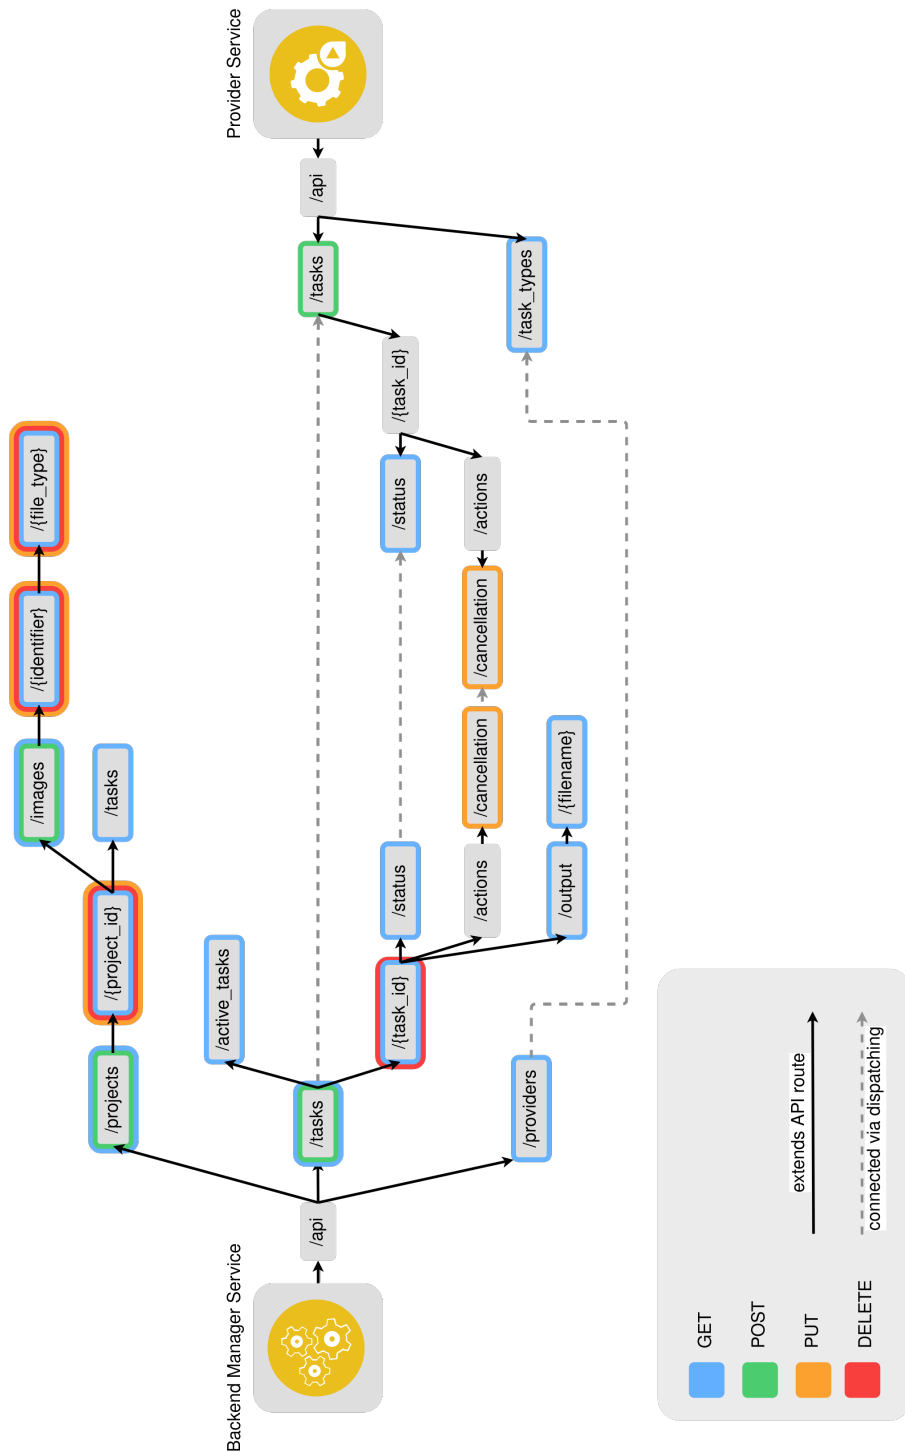 Backend Manager Service
/api
/projects
/{project_id}
/images
/{identifier}
/{file_type}
/tasks
/tasks
/active_tasks
/{task_id}
/status
/actions
/cancellation
/output
/{filename}
/providers
Provider Service
/api
/tasks
/{task_id}
/status
/actions
/cancellation
/task_types
GET
POST
PUT
DELETE
extends API route
connected via dispatching